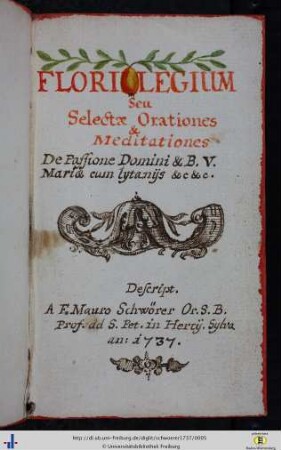 FLORILEGIUM
Seu
Selectæ Orationes
&
Meditationes
De Passione Domini & B. V.
Mariæ cum lytanijs &c &c.
Descript.
A F. Mauro Schwörer Or. S. B.
Prof. ad S. Pet. in Hercÿ. Sylva
an: 1737.
http://dl.ub.uni-freiburg.de/diglit/schwoerer1737/0005
© Universitätsbibliothek Freiburg